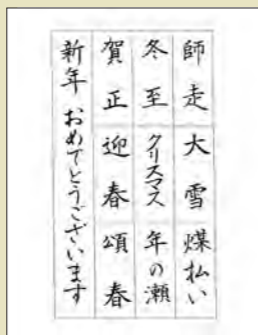 師走 大雪 煤払い
冬至 クリスマス 年の瀬
賀正 迎春 頌春
新年 おめでとうございます